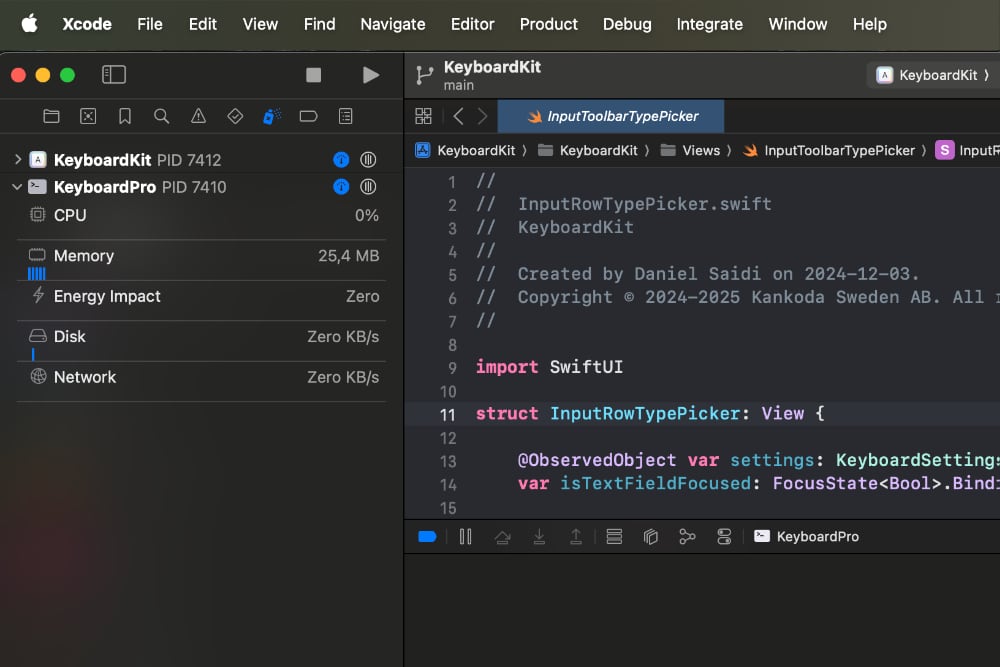 Xcode File Edit View Find Navigate Editor Product Debug Integrate Window Help
KeyboardKit
main
KeyboardKit
InputToolbarTypePicker
KeyboardKit KeyboardKit Views InputToolbarTypePicker S
KeyboardKit PID 7412
KeyboardPro PID 7410
CPU 0%
Memory 25,4 MB
Energy Impact Zero
Disk Zero KB/s
Network Zero KB/s
1 //
2 // InputRowTypePicker.swift
3 // KeyboardKit
4 //
5 // Created by Daniel Saidi on 2024-12-03.
6 // Copyright © 2024-2025 Kankoda Sweden AB. All
7 //
8
9 import SwiftUI
10
11 struct InputRowTypePicker: View {
12
13 @ObservedObject var settings: KeyboardSettings
14 var isTextFieldFocused: FocusState<Bool>.Bindi
15
KeyboardPro